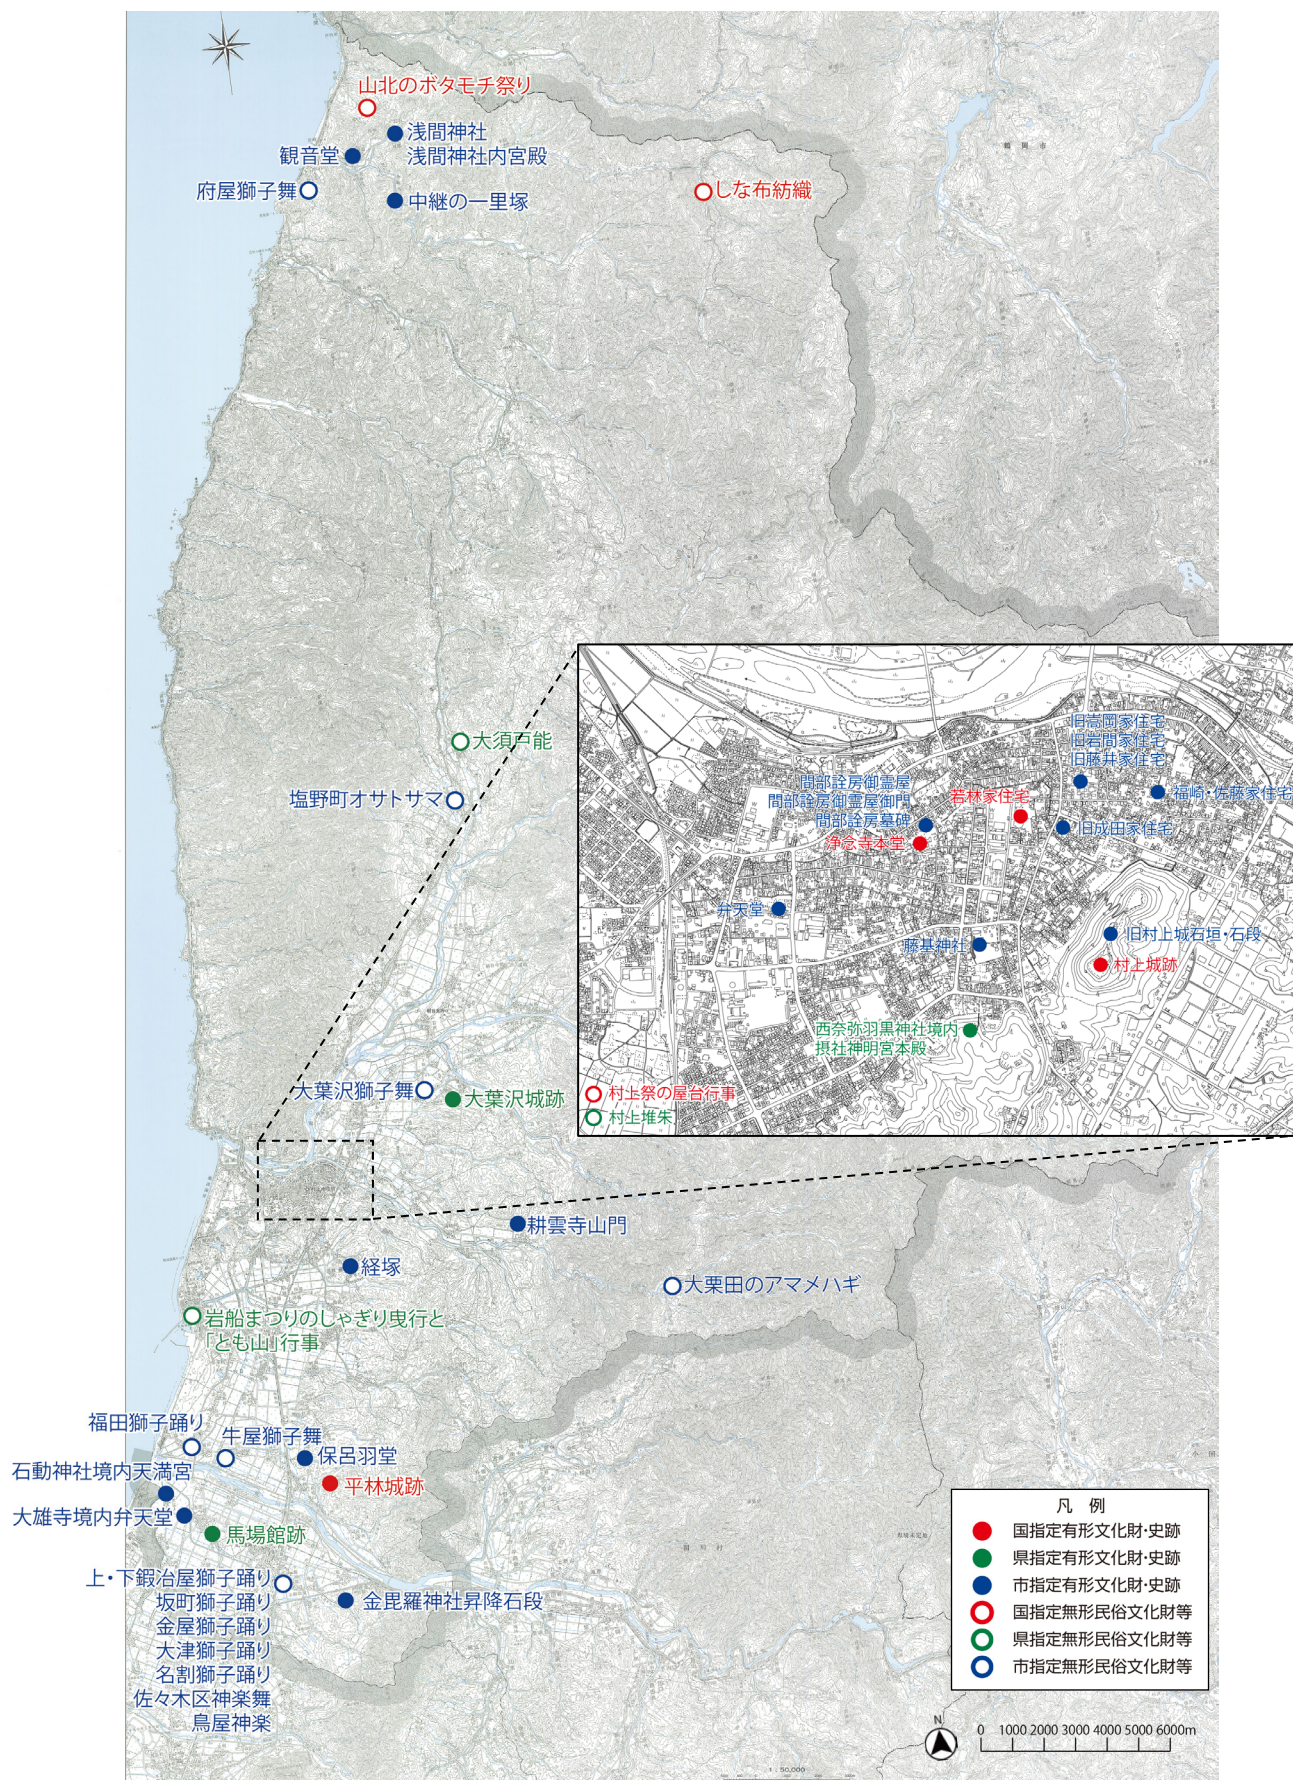 山北のボタモチ祭り
浅間神社
浅間神社内宮殿
観音堂
府屋獅子舞
中継の一里塚
しな布紡織
鶴岡市
大須戸能
塩野町オサトサマ
旧嵩岡家住宅
旧岩間家住宅
旧藤井家住宅
間部詮房御霊屋
間部詮房御霊屋御門
間部詮房墓碑
若林家住宅
福崎・佐藤家住宅
浄念寺本堂
旧成田家住宅
弁天堂
藤基神社
旧村上城石垣・石段
村上城跡
西奈弥羽黒神社境内
摂社神明宮本殿
村上祭の屋台行事
村上堆朱
大葉沢獅子舞
大葉沢城跡
耕雲寺山門
経塚
大栗田のアマメハギ
岩船まつりのしゃぎり曳行と
「とも山」行事
福田獅子踊り
牛屋獅子舞
保呂羽堂
石動神社境内天満宮
平林城跡
大雄寺境内弁天堂
馬場館跡
上・下鍜冶屋獅子踊り
坂町獅子踊り
金屋獅子踊り
大津獅子踊り
名割獅子踊り
佐々木区神楽舞
鳥屋神楽
金毘羅神社昇降石段
凡 例
国指定有形文化財・史跡
県指定有形文化財・史跡
市指定有形文化財・史跡
国指定無形民俗文化財等
県指定無形民俗文化財等
市指定無形民俗文化財等
N
0 1000 2000 3000 4000 5000 6000m
1:50,000